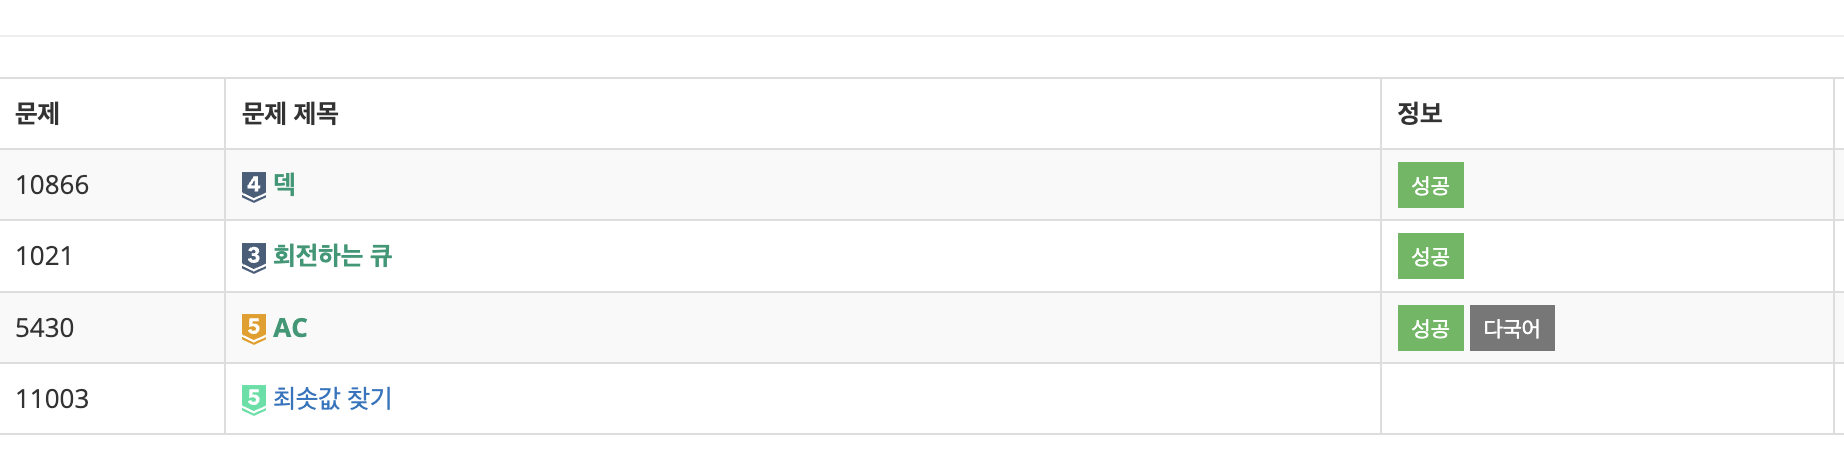 문제 문제 제목 정보
10866 4 덱 성공
1021 3 회전하는 큐 성공
5430 5 AC 성공 다국어
11003 5 최솟값 찾기